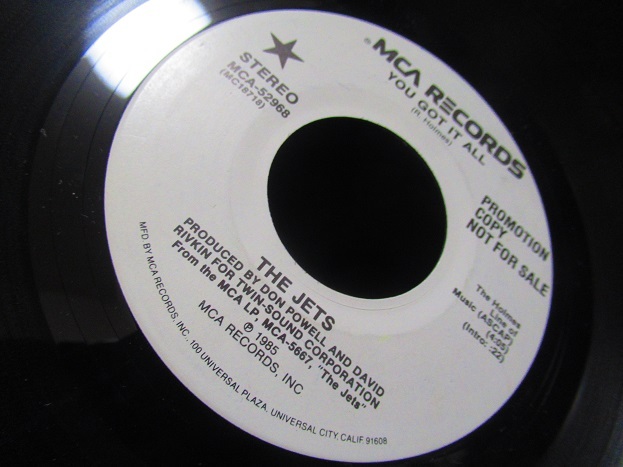 ® MCA RECORDS
YOU GOT IT ALL
(R. Holmes)
STEREO
MCA-52968
(MC18718)
PROMOTION
COPY
NOT FOR SALE
The Holmes
Line of
Music (ASCAP)
(4:05)
(Intro: :22)
THE JETS
PRODUCED BY DON POWELL AND DAVID
RIVKIN FOR TWIN-SOUND CORPORATION
From the MCA LP, MCA-5667, "The Jets"
℗ 1985
MCA RECORDS, INC
MFD. BY MCA RECORDS, INC., 100 UNIVERSAL PLAZA, UNIVERSAL CITY, CALIF. 91608